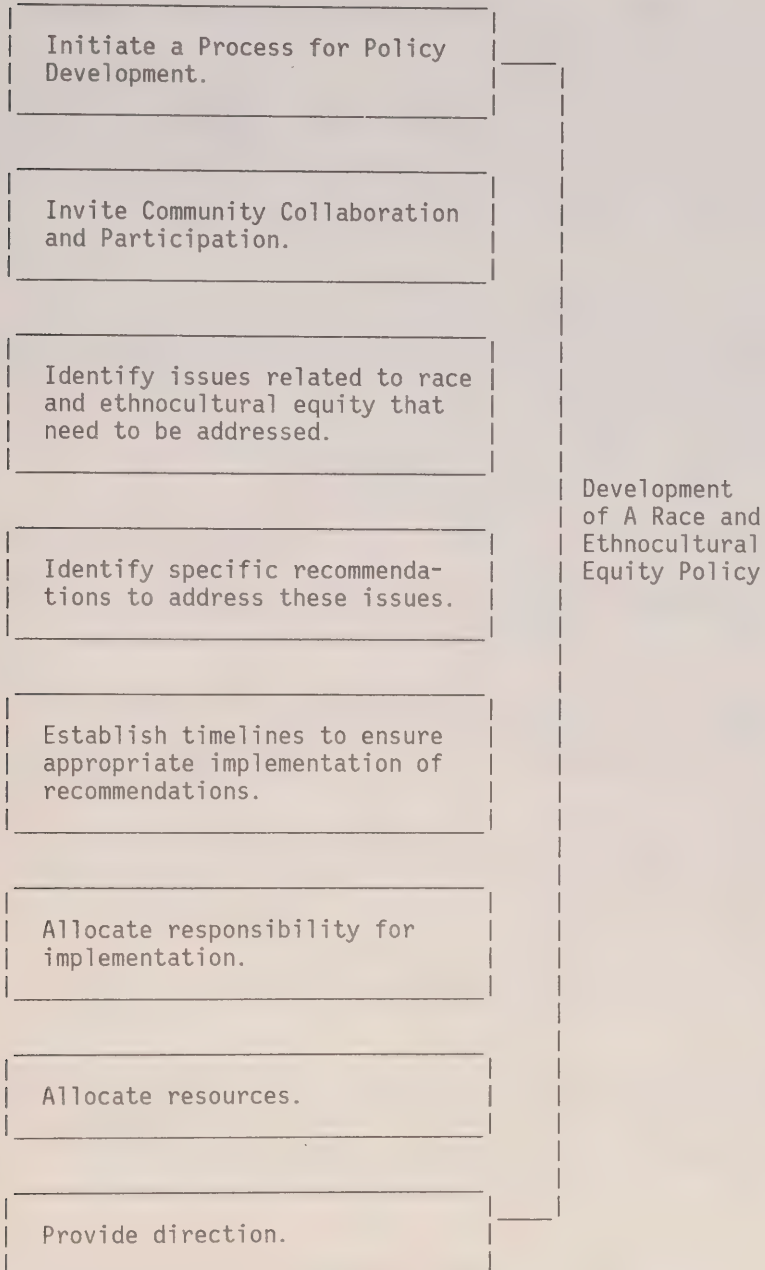 Initiate a Process for Policy
Development.
Invite Community Collaboration
and Participation.
Identify issues related to race
and ethnocultural equity that
need to be addressed.
Development
of A Race and
Ethnocultural
Equity Policy
Identify specific recommenda-
tions to address these issues.
Establish timelines to ensure
appropriate implementation of
recommendations.
Allocate responsibility for
implementation.
Allocate resources.
Provide direction.